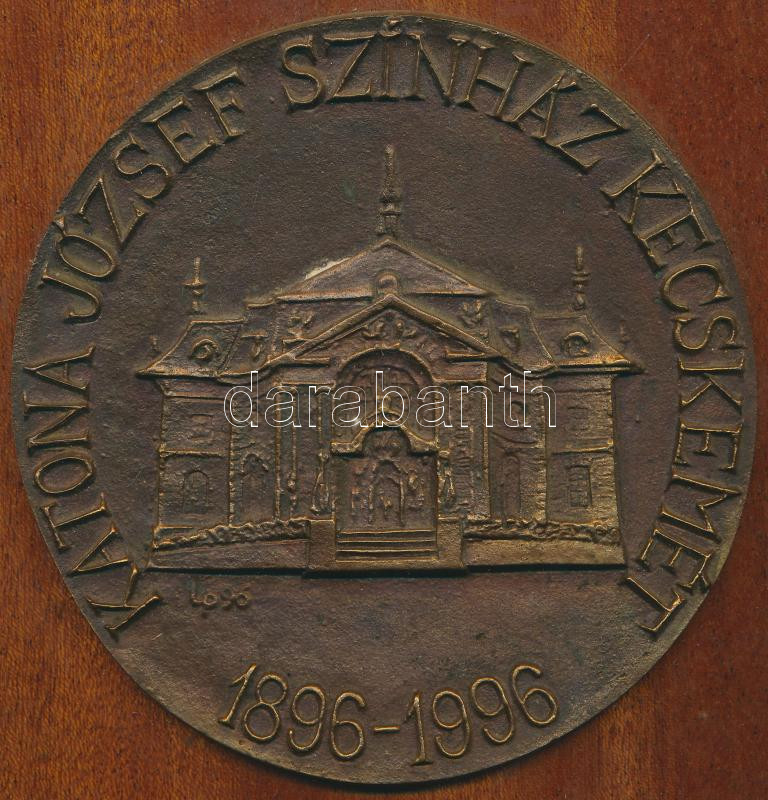 KATONA JÓZSEF SZÍNHÁZ KECSKEMÉT
darabanth
1896-1996